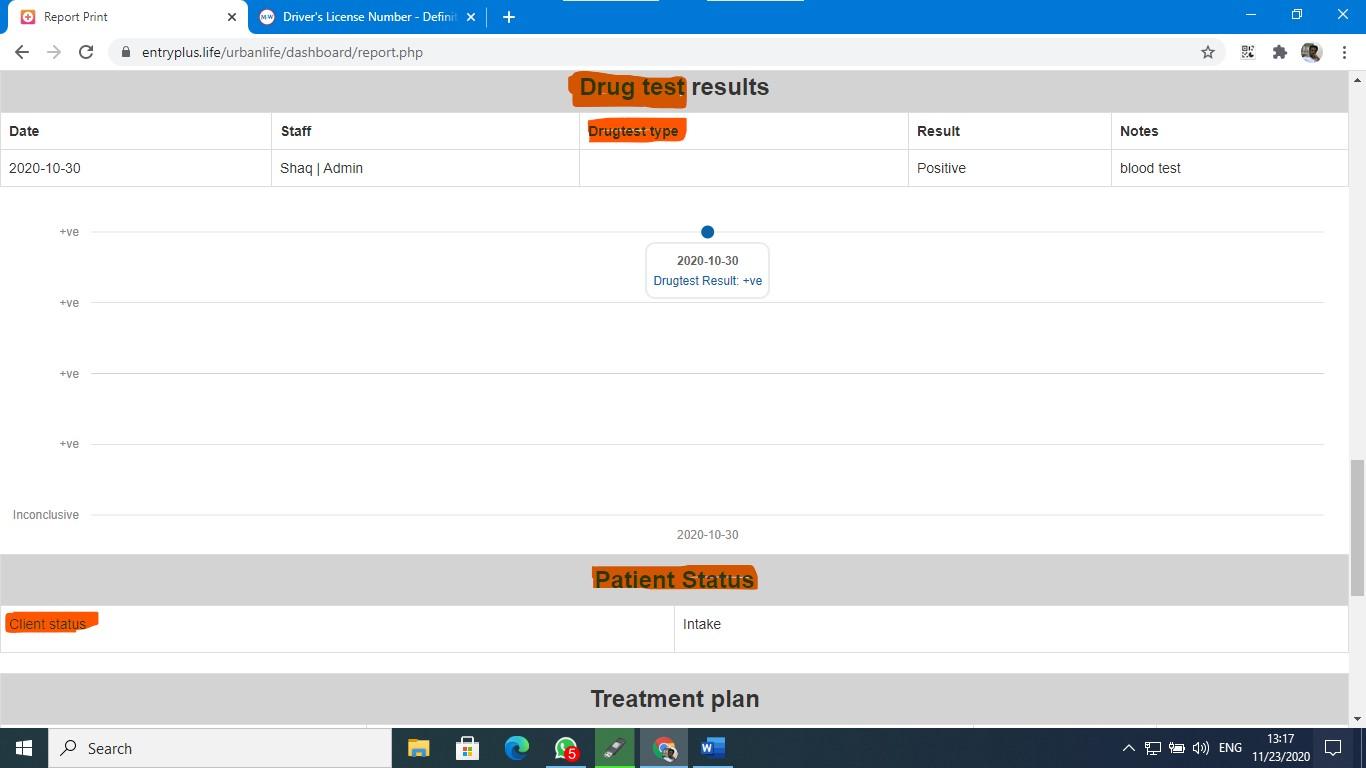 Report Print
Driver's License Number - Definit
entryplus.life/urbanlife/dashboard/report.php
Drug test results
Date Staff Drugtest type Result Notes
2020-10-30 Shaq | Admin Positive blood test
+ve
2020-10-30
Drugtest Result: +ve
+ve
+ve
+ve
Inconclusive
2020-10-30
Patient Status
Client status Intake
Treatment plan
Search
5
W
ENG
13:17
11/23/2020